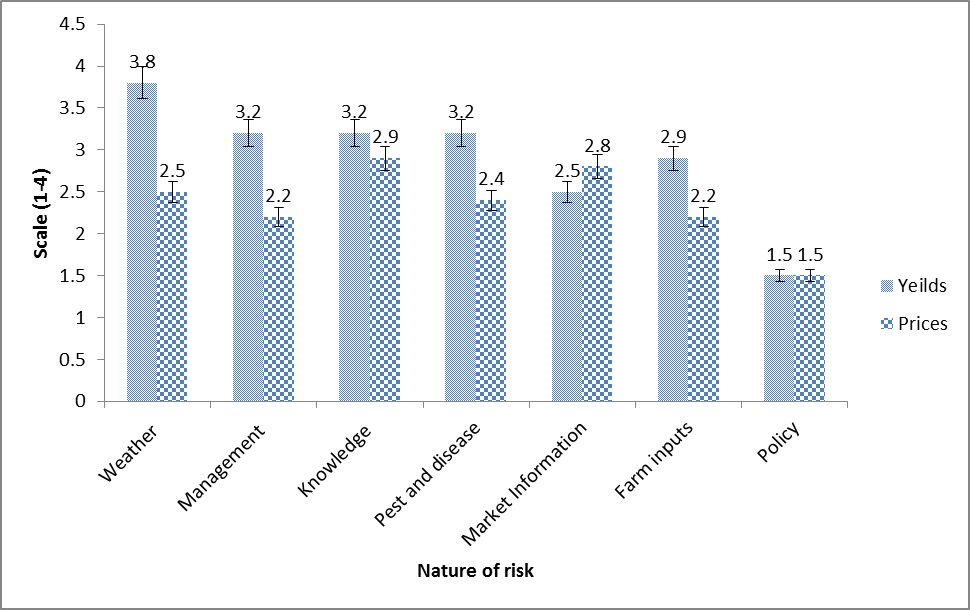 4.5
4
3.5
3
2.5
2
1.5
1
0.5
0
Scale (1-4)
3.8
2.5
3.2
2.2
3.2
2.9
3.2
2.4
2.5
2.8
2.9
2.2
1.5
1.5
Weather
Management
Knowledge
Pest and disease
Market Information
Farm inputs
Policy
Nature of risk
Yeilds
Prices